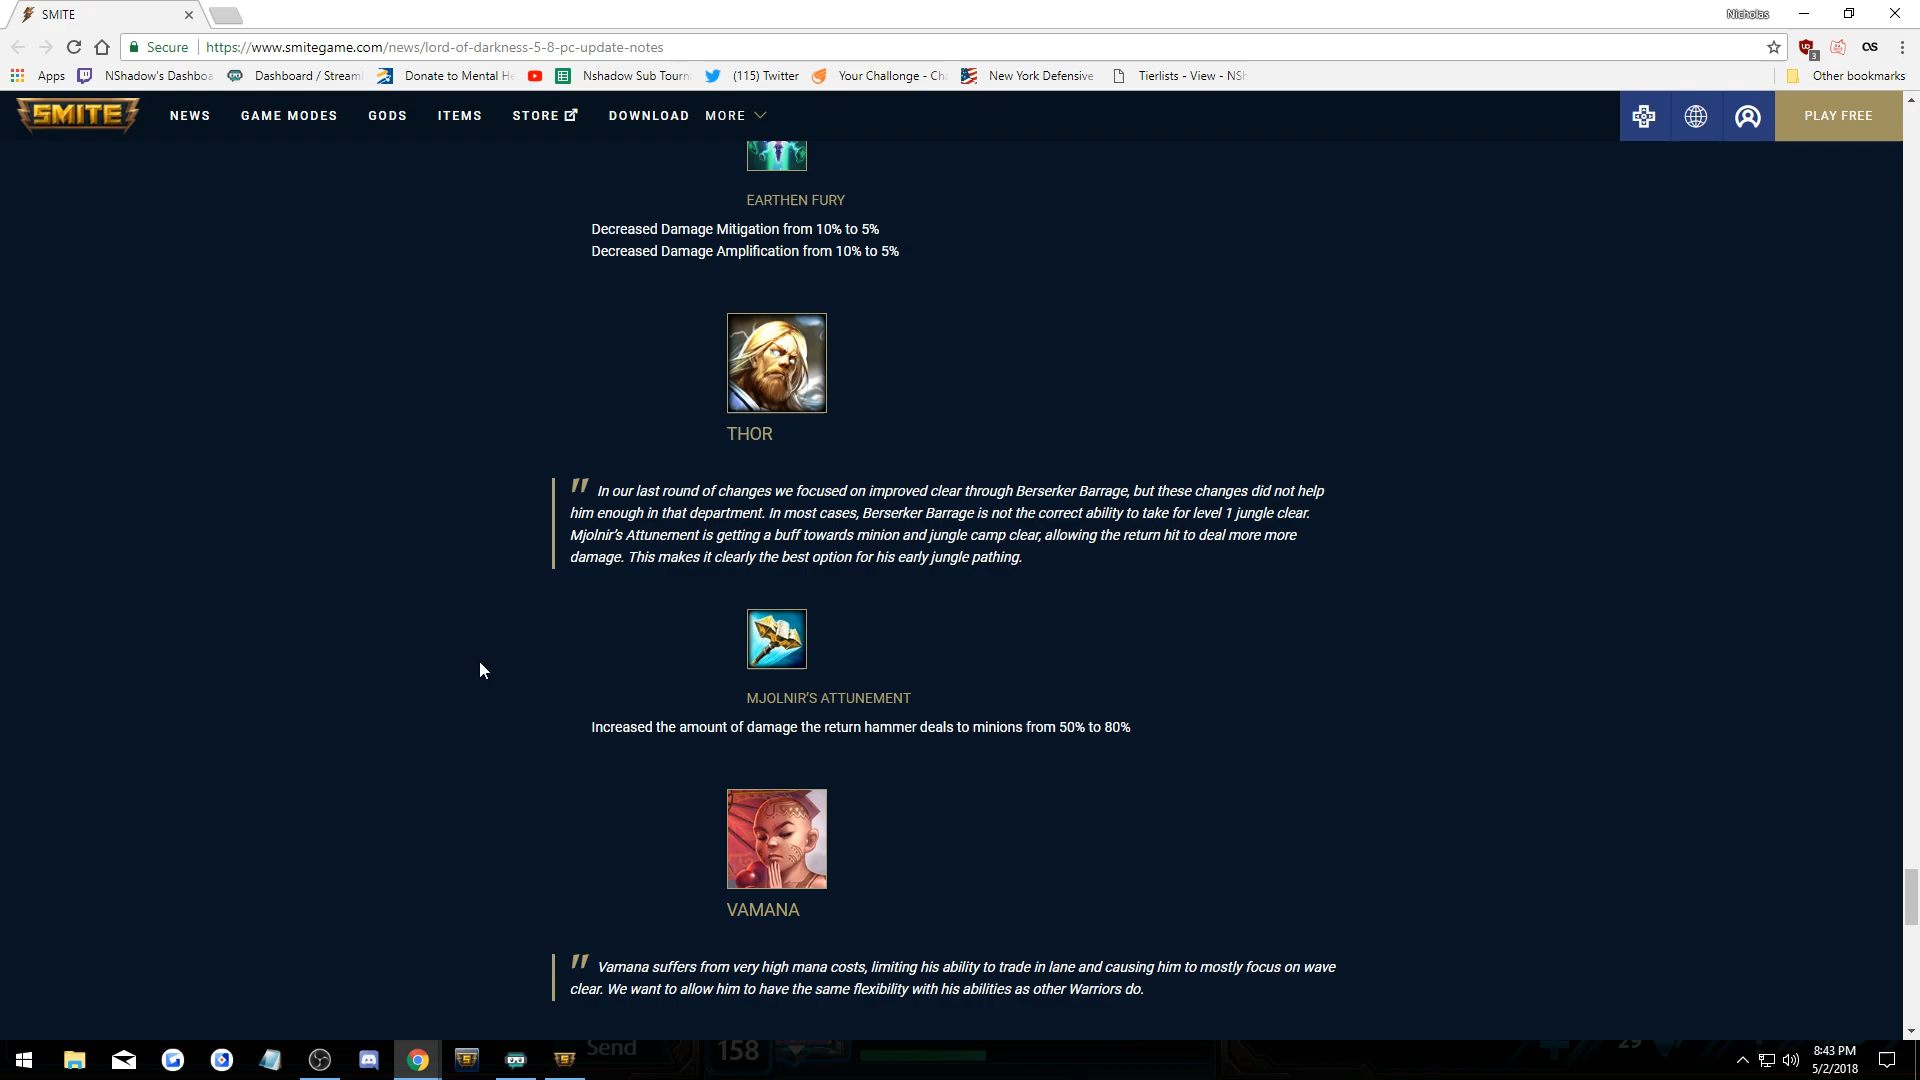 SMITE
Nicholas
Secure
https://www.smitegame.com/news/lord-of-darkness-5-8-pc-update-notes
3
Apps
NShadow's Dashboa
Dashboard / Stream
Donate to Mental He
Nshadow Sub Tourn
(115) Twitter
Your Challonge - Ch
New York Defensive
Tierlists - View - NSh
Other bookmarks
SMITE
NEWS
GAME MODES
GODS
ITEMS
STORE
DOWNLOAD
MORE
PLAY FREE
EARTHEN FURY
Decreased Damage Mitigation from 10% to 5%
Decreased Damage Amplification from 10% to 5%
THOR
" In our last round of changes we focused on improved clear through Berserker Barrage, but these changes did not help
him enough in that department. In most cases, Berserker Barrage is not the correct ability to take for level 1 jungle clear.
Mjolnir's Attunement is getting a buff towards minion and jungle camp clear, allowing the return hit to deal more more
damage. This makes it clearly the best option for his early jungle pathing.
MJOLNIR'S ATTUNEMENT
Increased the amount of damage the return hammer deals to minions from 50% to 80%
VAMANA
" Vamana suffers from very high mana costs, limiting his ability to trade in lane and causing him to mostly focus on wave
clear. We want to allow him to have the same flexibility with his abilities as other Warriors do.
Send
158
29
8:43 PM
5/2/2018